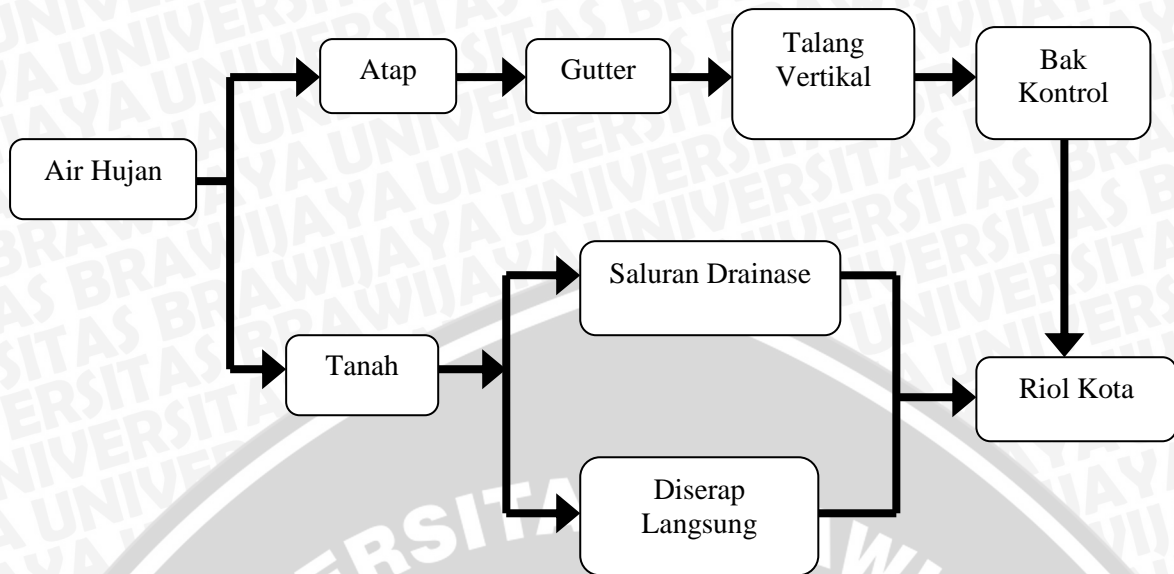 Air Hujan
Atap
Gutter
Talang
Vertikal
Bak
Kontrol
Tanah
Saluran Drainase
Diserap
Langsung
Riol Kota